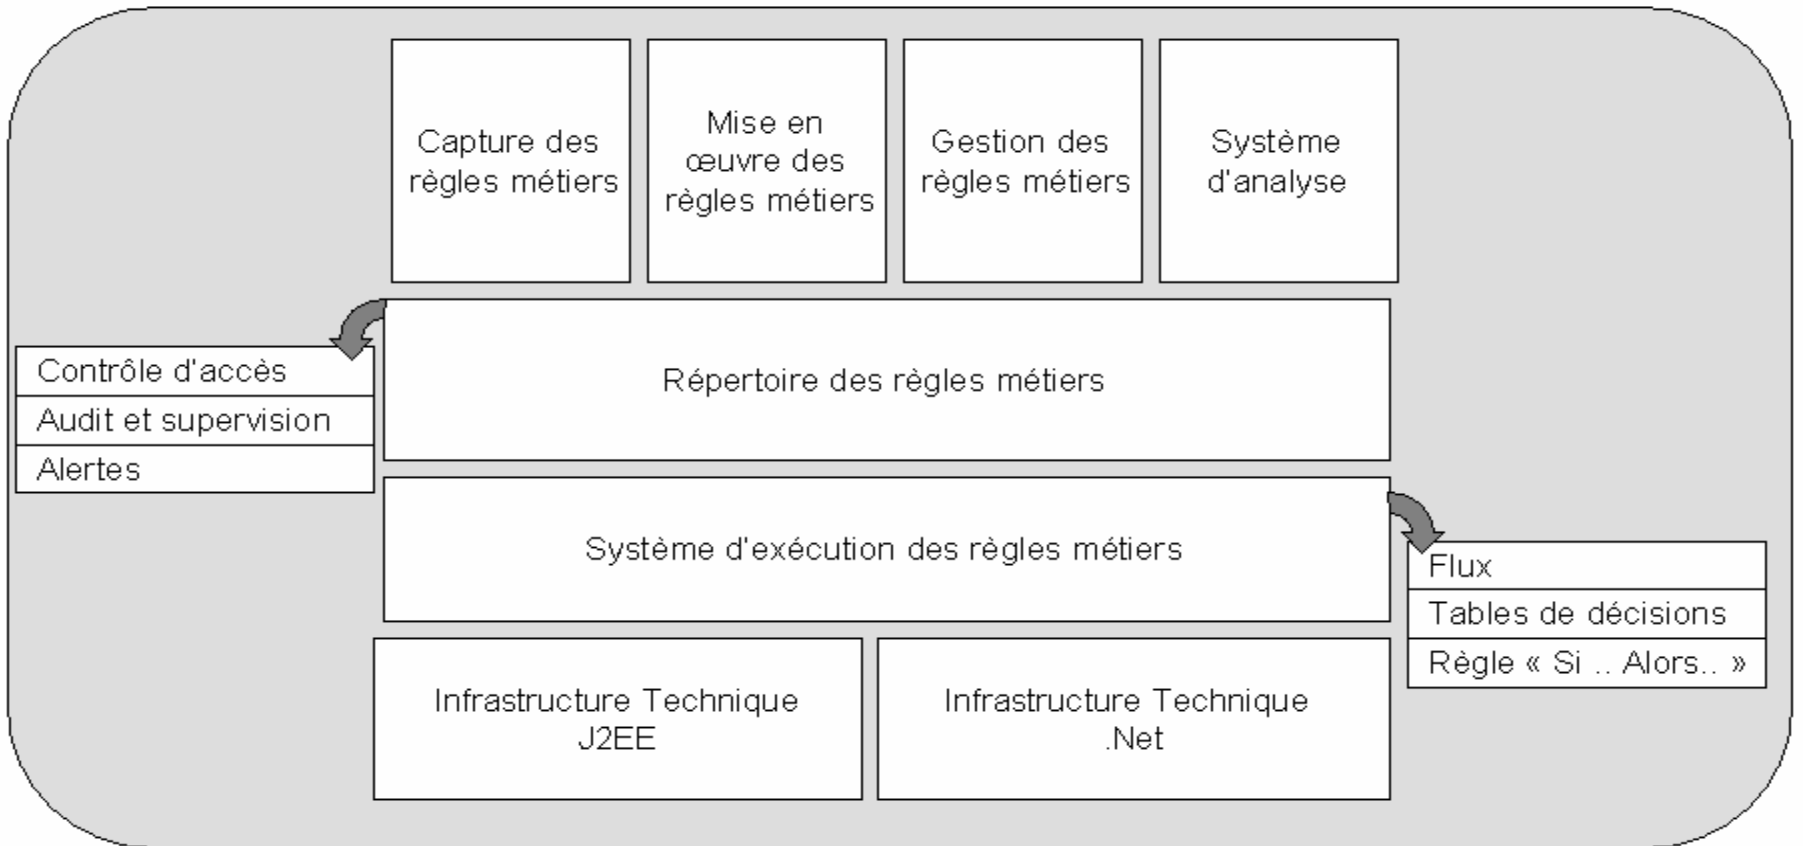 Capture des
règles métiers
Mise en
œuvre des
règles métiers
Gestion des
règles métiers
Système
d'analyse
Contrôle d'accès
Audit et supervision
Alertes
Répertoire des règles métiers
Système d'exécution des règles métiers
Flux
Tables de décisions
Règle « Si .. Alors.. »
Infrastructure Technique
J2EE
Infrastructure Technique
.Net